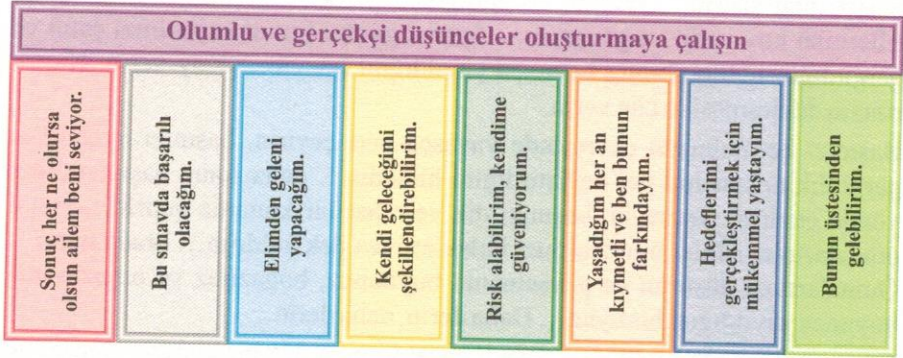 Olumlu ve gerçekçi düşünceler oluşturmaya çalışın
Sonuç her ne olursa
olsun ailem beni seviyor.
Bu sınavda başarılı
olacağım.
Elimden geleni
yapacağım.
Kendi geleceğimi
şekillendirebilirim.
Risk alabilirim, kendime
güveniyorum.
Yaşadığım her an
kıymetli ve ben bunun
farkındayım.
Hedeflerimi
gerçekleştirmek için
mükemmel yaştayım.
Bunun üstesinden
gelebilirim.